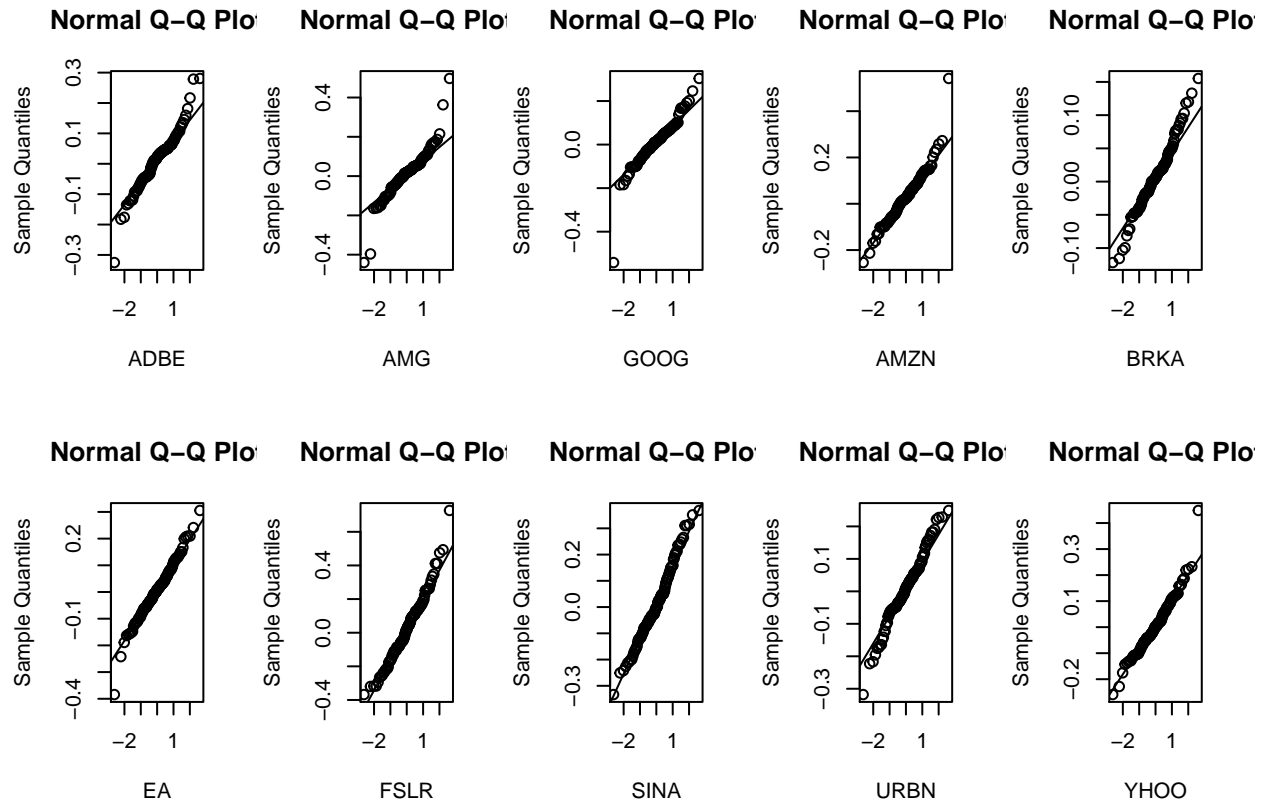 Normal Q−Q Plot
Sample Quantiles
0.3
0.1
−0.1
−0.3
−2 1
ADBE
Normal Q−Q Plot
Sample Quantiles
0.4
0.0
−0.4
−2 1
AMG
Normal Q−Q Plot
Sample Quantiles
0.0
−0.4
−2 1
GOOG
Normal Q−Q Plot
Sample Quantiles
0.2
−0.2
−2 1
AMZN
Normal Q−Q Plot
Sample Quantiles
0.10
0.00
−0.10
−2 1
BRKA
Normal Q−Q Plot
Sample Quantiles
0.2
−0.1
−0.4
−2 1
EA
Normal Q−Q Plot
Sample Quantiles
0.4
0.0
−0.4
−2 1
FSLR
Normal Q−Q Plot
Sample Quantiles
0.2
0.0
−0.3
−2 1
SINA
Normal Q−Q Plot
Sample Quantiles
0.1
−0.1
−0.3
−2 1
URBN
Normal Q−Q Plot
Sample Quantiles
0.3
0.1
−0.2
−2 1
YHOO